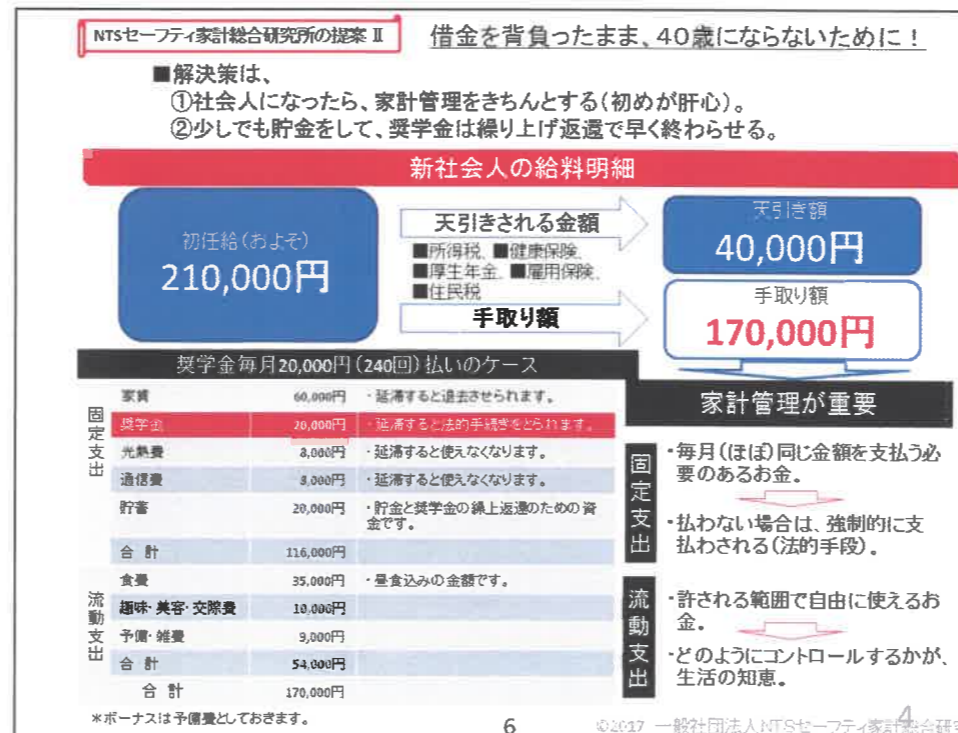 NTSセーフティ家計総合研究所の提案 Ⅱ
借金を背負ったまま、40歳にならないために！
■解決策は、
①社会人になったら、家計管理をきちんとする（初めが肝心）。
②少しでも貯金をして、奨学金は繰り上げ返還で早く終わらせる。
新社会人の給料明細
初任給（およそ）
210,000円
天引きされる金額
■所得税、■健康保険、
■厚生年金、■雇用保険、
■住民税
手取り額
天引き額
40,000円
手取り額
170,000円
奨学金毎月20,000円（240回）払いのケース
固定支出
家賃 60,000円 ・延滞すると退去させられます。
奨学金 20,000円 ・延滞すると法的手続きをとられます。
光熱費 8,000円 ・延滞すると使えなくなります。
通信費 8,000円 ・延滞すると使えなくなります。
貯蓄 20,000円 ・貯金と奨学金の繰上返還のための資
金です。
合計 116,000円
流動支出
食費 35,000円 ・昼食込みの金額です。
趣味・美容・交際費 10,000円
予備・雑費 9,000円
合計 54,000円
合計 170,000円
＊ボーナスは予備費としておきます。
家計管理が重要
固定支出
・毎月（ほぼ）同じ金額を支払う必
要のあるお金。
・払わない場合は、強制的に支
払わされる（法的手段）。
流動支出
・許される範囲で自由に使えるお
金。
・どのようにコントロールするかが、
生活の知恵。
6
4
©2017 一般社団法人NTSセーフティ家計総合研